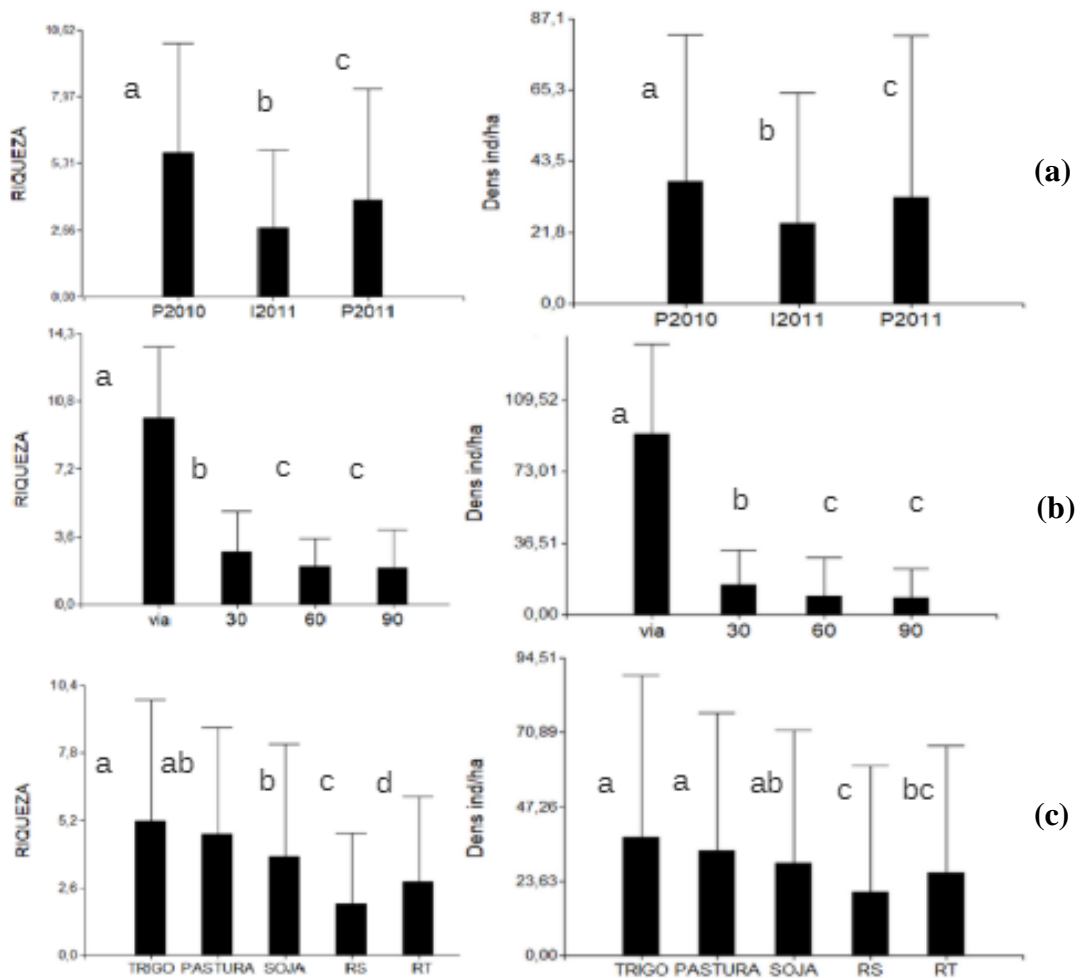 RIQUEZA
10,52
7,97
5,31
2,66
0,00
a
b
c
P2010 I2011 P2011
Dens ind/ha
87,1
65,3
43,5
21,8
0,0
a
b
c
P2010 I2011 P2011
(a)
RIQUEZA
14,3
10,8
7,2
3,6
0,0
a
b c c
via 30 60 90
Dens ind/ha
109,52
73,01
36,51
0,00
a
b c c
via 30 60 90
(b)
RIQUEZA
10,4
7,8
5,2
2,6
0,0
a ab b c d
TRIGO PASTURA SOJA RS RT
Dens ind/ha
94,51
70,89
47,26
23,63
0,00
a a ab c bc
TRIGO PASTURA SOJA RS RT
(c)